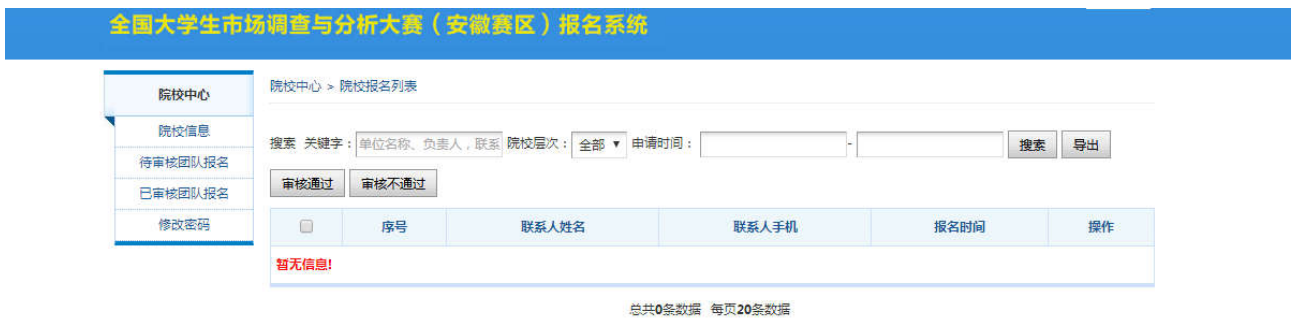 全国大学生市场调查与分析大赛（安徽赛区）报名系统
院校中心
院校信息
待审核团队报名
已审核团队报名
修改密码
院校中心 > 院校报名列表
搜索 关键字：单位名称、负责人，联系 院校层次：全部 ▼ 申请时间： - 搜索 导出
审核通过 审核不通过
序号 联系人姓名 联系人手机 报名时间 操作
暂无信息!
总共0条数据 每页20条数据